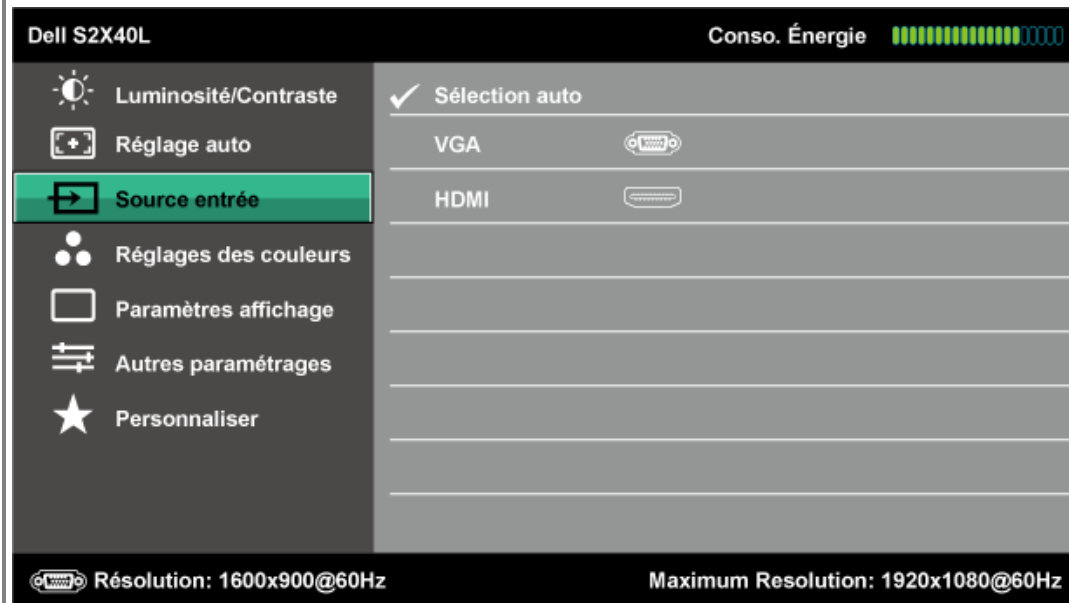 Dell S2X40L Conso. Énergie
Luminosité/Contraste
Réglage auto
Source entrée
Réglages des couleurs
Paramètres affichage
Autres paramétrages
Personnaliser
Sélection auto
VGA
HDMI
Résolution: 1600x900@60Hz Maximum Resolution: 1920x1080@60Hz